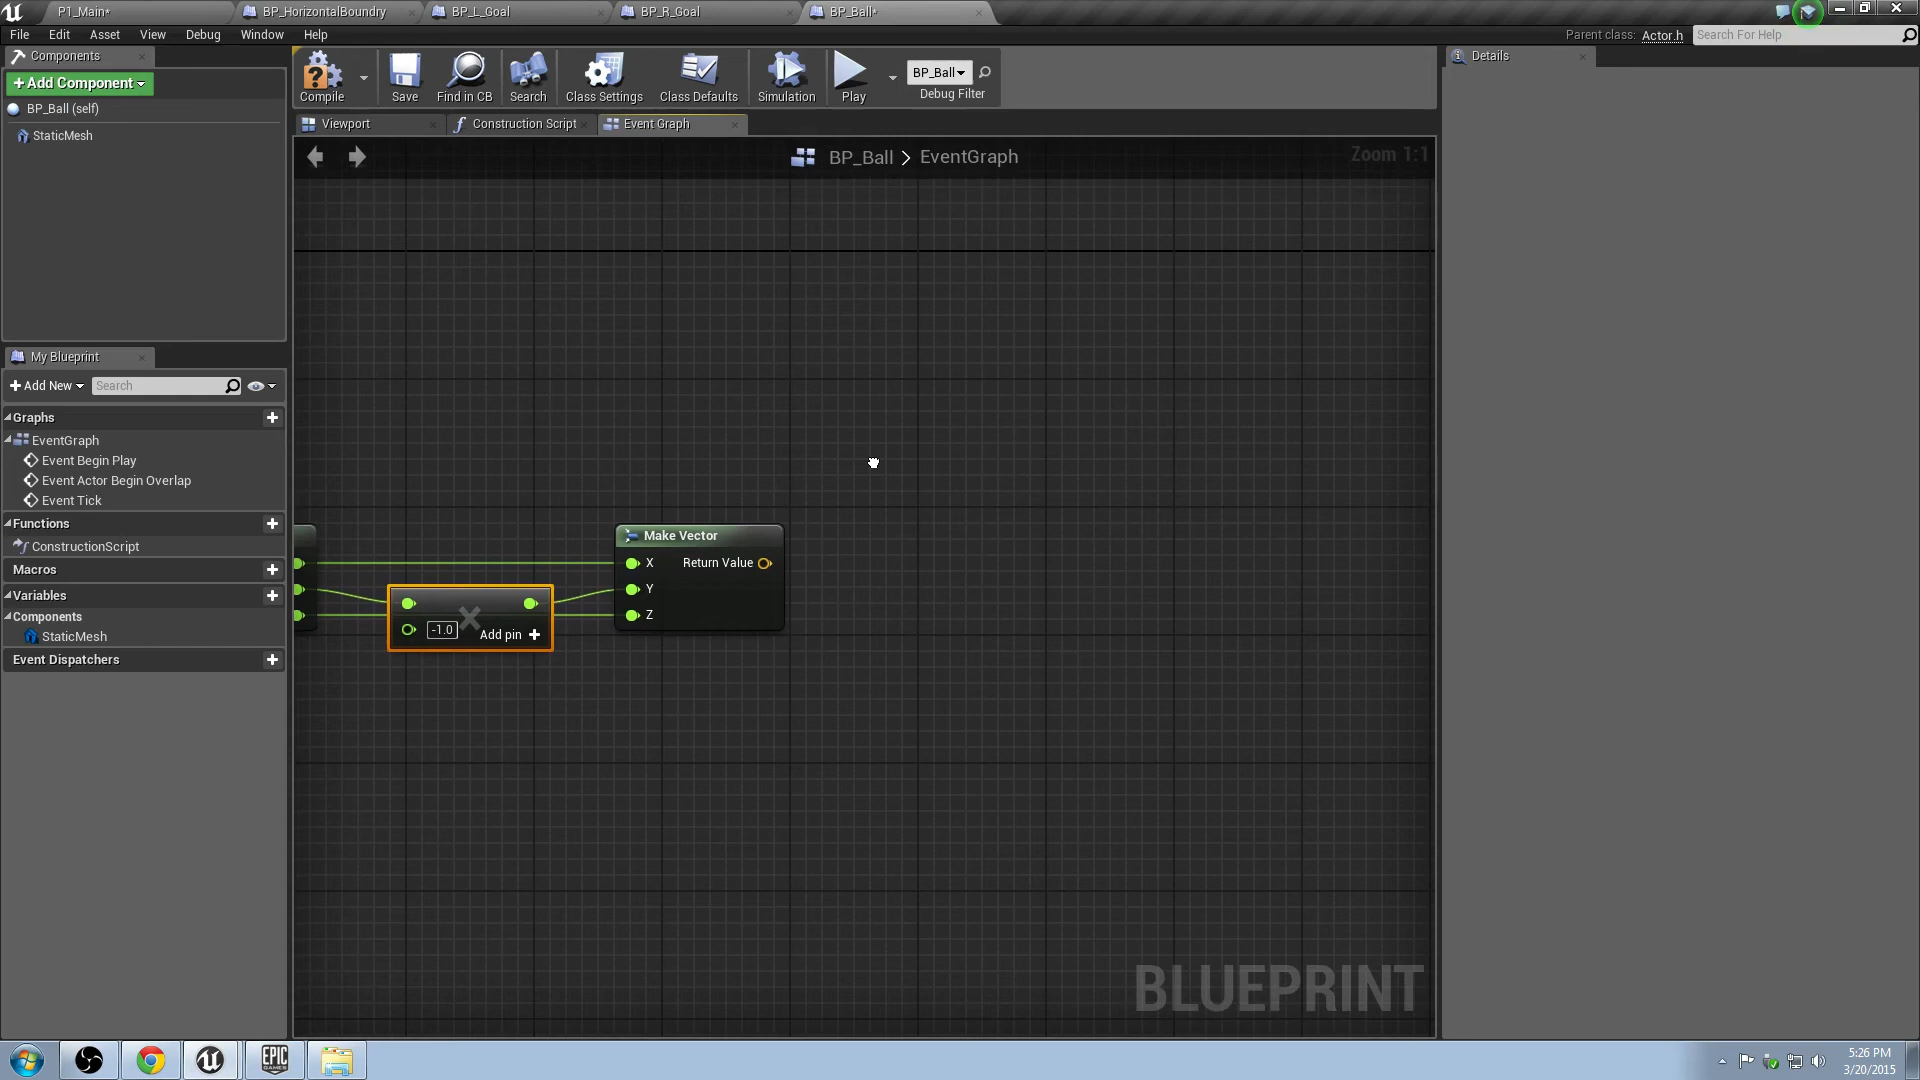 P1_Main*
BP_HorizontalBoundry
BP_L_Goal
BP_R_Goal
BP_Ball*
File Edit Asset View Debug Window Help
Parent class: Actor.h
Search For Help
Components
+Add Component
BP_Ball (self)
StaticMesh
Compile
Save
Find in CB
Search
Class Settings
Class Defaults
Simulation
Play
BP_Ball
Debug Filter
Details
Viewport
Construction Script
Event Graph
BP_Ball > EventGraph
Zoom 1:1
My Blueprint
+Add New
Search
Graphs
EventGraph
Event Begin Play
Event Actor Begin Overlap
Event Tick
Functions
ConstructionScript
Macros
Variables
Components
StaticMesh
Event Dispatchers
Make Vector
X Return Value
Y
Z
-1.0
Add pin +
BLUEPRINT
EPIC
GAMES
5:26 PM
3/20/2015